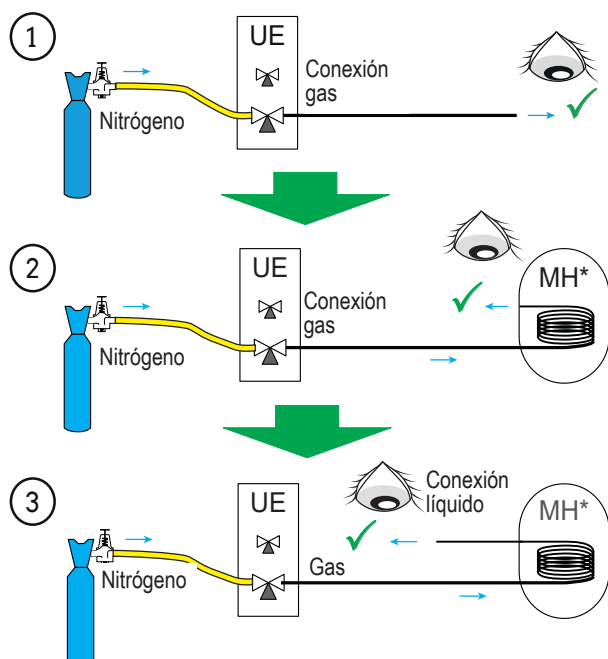 1
UE
Conexión
gas
Nitrógeno
2
UE
MH*
Conexión
gas
Nitrógeno
3
UE
Conexión
líquido
MH*
Nitrógeno
Gas